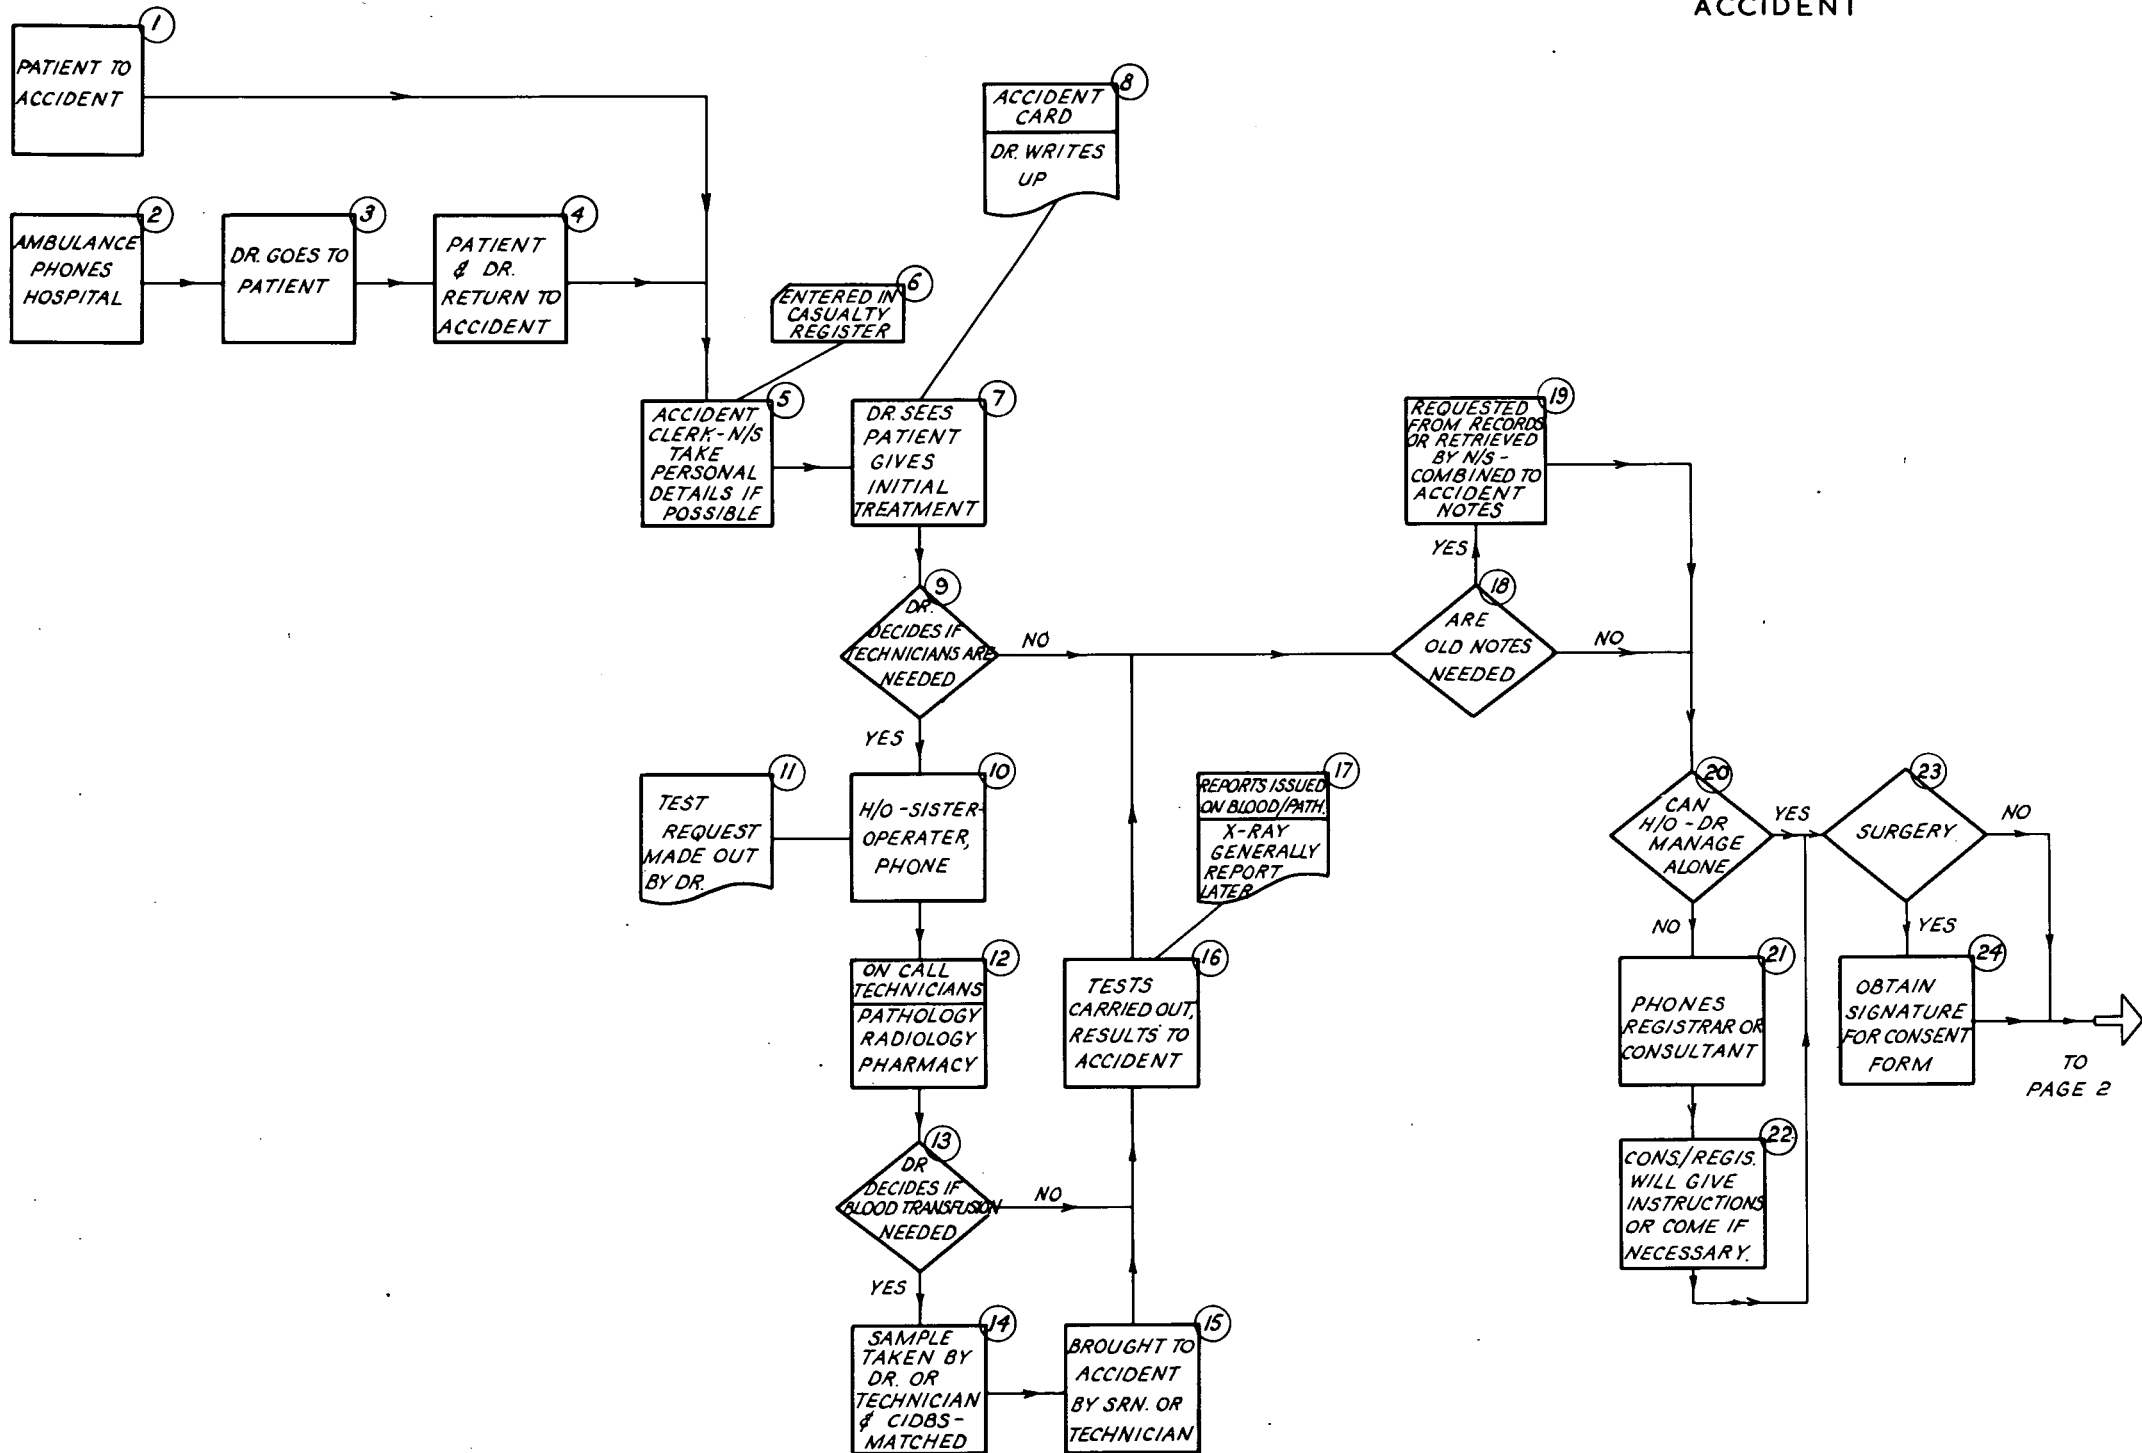 ACCIDENT
1
PATIENT TO
ACCIDENT
2
AMBULANCE
PHONES
HOSPITAL
3
DR. GOES TO
PATIENT
4
PATIENT
& DR.
RETURN TO
ACCIDENT
5
ACCIDENT
CLERK-N/S
TAKE
PERSONAL
DETAILS IF
POSSIBLE
6
ENTERED IN
CASUALTY
REGISTER
7
DR. SEES
PATIENT
GIVES
INITIAL
TREATMENT
8
ACCIDENT
CARD
DR. WRITES
UP
9
DR.
DECIDES IF
TECHNICIANS ARE
NEEDED
NO
YES
10
H/O-SISTER-
OPERATER,
PHONE
11
TEST
REQUEST
MADE OUT
BY DR.
12
ON CALL
TECHNICIANS
PATHOLOGY
RADIOLOGY
PHARMACY
13
DR
DECIDES IF
BLOOD TRANSFUSION
NEEDED
NO
YES
14
SAMPLE
TAKEN BY
DR. OR
TECHNICIAN
& CIDBS-
MATCHED
15
BROUGHT TO
ACCIDENT
BY SRN. OR
TECHNICIAN
16
TESTS
CARRIED OUT,
RESULTS TO
ACCIDENT
17
REPORTS ISSUED
ON BLOOD/PATH.
X-RAY
GENERALLY
REPORT
LATER
18
ARE
OLD NOTES
NEEDED
YES
NO
19
REQUESTED
FROM RECORDS
OR RETRIEVED
BY N/S-
COMBINED TO
ACCIDENT
NOTES
20
CAN
H/O-DR
MANAGE
ALONE
YES
NO
21
PHONES
REGISTRAR OR
CONSULTANT
22
CONS./REGIS.
WILL GIVE
INSTRUCTIONS
OR COME IF
NECESSARY.
23
SURGERY
NO
YES
24
OBTAIN
SIGNATURE
FOR CONSENT
FORM
TO
PAGE 2